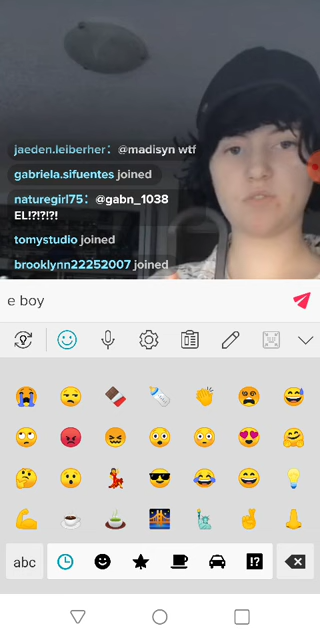 jaeden.leiberher: @madisyn wtf
gabriela.sifuentes joined
naturegirl75: @gabn_1038
EL!?!?!?!
tomystudio joined
brooklynn22252007 joined
e boy
abc
!?